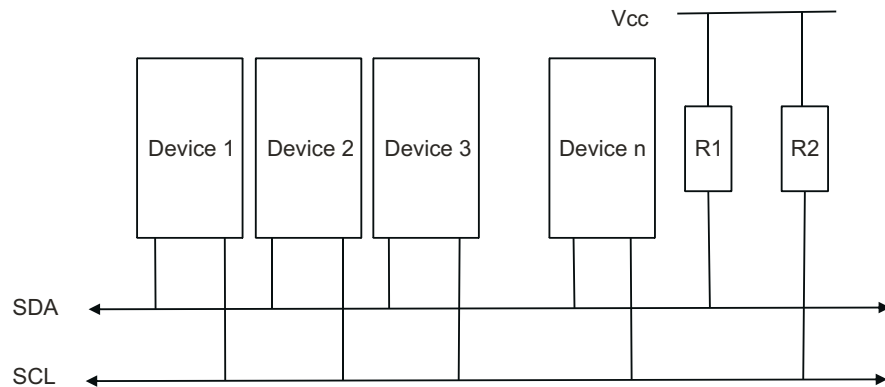 Vcc
Device 1
Device 2
Device 3
Device n
R1
R2
SDA
SCL